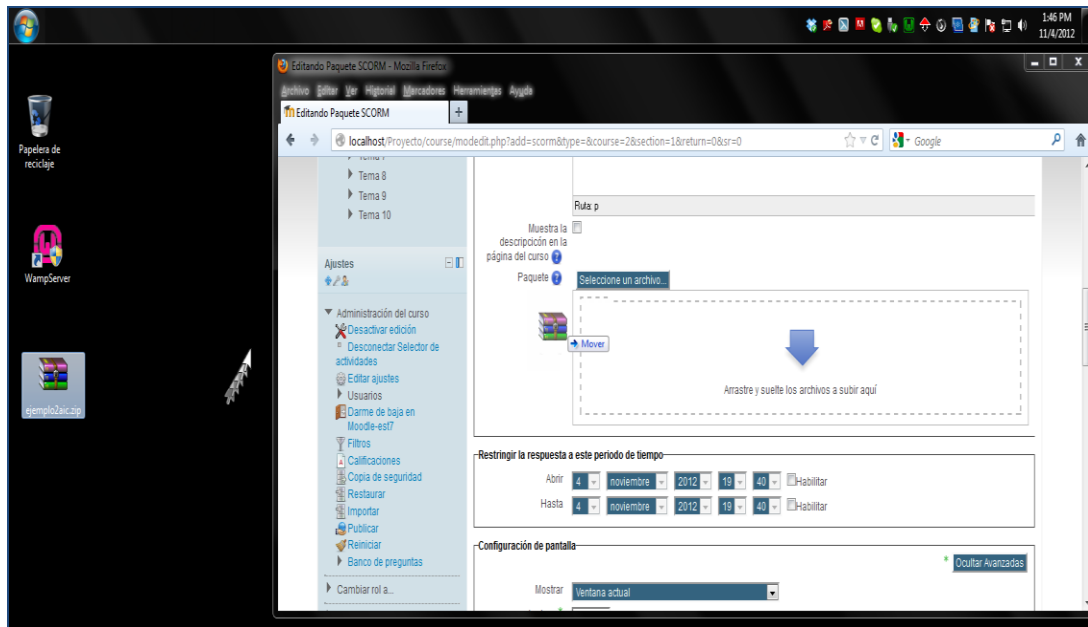 1:46 PM
11/4/2012
Papelera de
reciclaje
WampServer
ejemplo2aic.zip
Editando Paquete SCORM - Mozilla Firefox
Archivo Editar Ver Historial Marcadores Herramientas Ayuda
Editando Paquete SCORM
localhost/Proyecto/course/modedit.php?add=scorm&type=&course=2&section=1&return=0&sr=0
Google
Tema 7
Tema 8
Tema 9
Tema 10
Ajustes
Administración del curso
Desactivar edición
Desconectar Selector de
actividades
Editar ajustes
Usuarios
Darme de baja en
Moodle-esf7
Filtros
Calificaciones
Copia de seguridad
Restaurar
Importar
Publicar
Reiniciar
Banco de preguntas
Cambiar rol a...
Ruta: p
Muestra la
descripcición en la
página del curso
Paquete
Seleccione un archivo...
Mover
Arrastre y suelte los archivos a subir aquí
Restringir la respuesta a este periodo de tiempo
Abrir 4 noviembre 2012 19 40 Habilitar
Hasta 4 noviembre 2012 19 40 Habilitar
Configuración de pantalla
* Ocultar Avanzadas
Mostrar Ventana actual